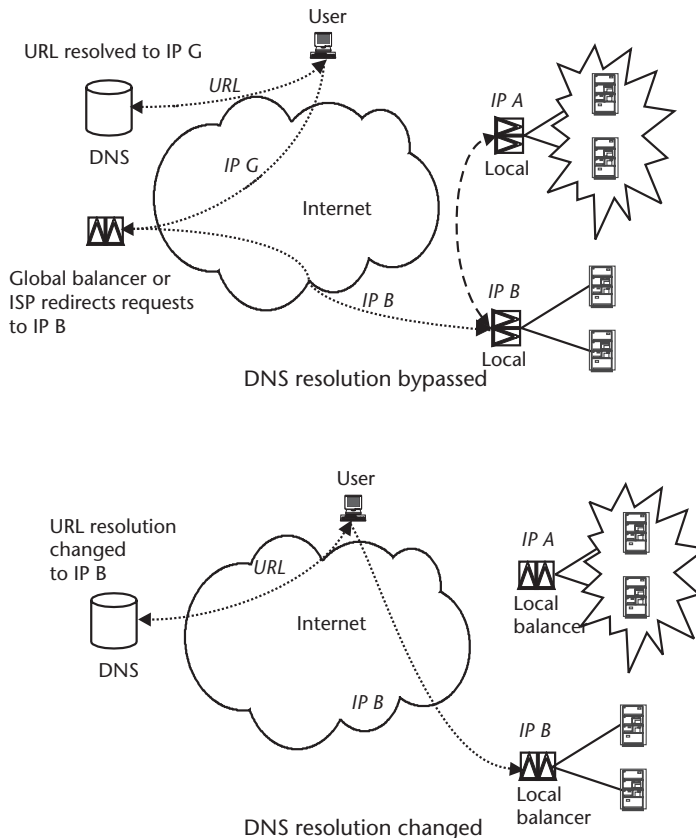 User
URL resolved to IP G
URL
IP A
DNS
Local
IP G
Internet
Global balancer or
ISP redirects requests
to IP B
IP B
IP B
Local
DNS resolution bypassed
User
URL resolution
changed
to IP B
URL
IP A
Internet
Local
balancer
DNS
IP B
IP B
Local
balancer
DNS resolution changed